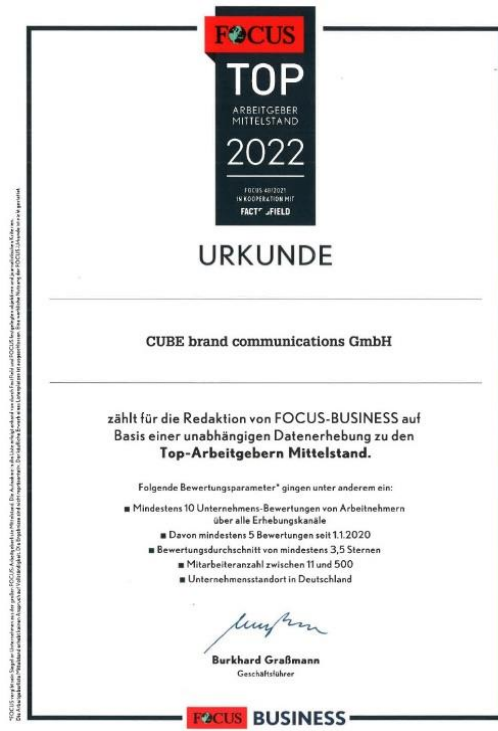 FOCUS
TOP
ARBEITGEBER
MITTELSTAND
2022
FOCUS 49/2021
IN KOOPERATION MIT
FACT FIELD
URKUNDE
CUBE brand communications GmbH
zählt für die Redaktion von FOCUS-BUSINESS auf
Basis einer unabhängigen Datenerhebung zu den
Top-Arbeitgebern Mittelstand.
Folgende Bewertungsparameter* gingen unter anderem ein:
■ Mindestens 10 Unternehmens-Bewertungen von Arbeitnehmern
über alle Erhebungskanäle
■ Davon mindestens 5 Bewertungen seit 1.1.2020
■ Bewertungsdurchschnitt von mindestens 3,5 Sternen
■ Mitarbeiteranzahl zwischen 11 und 500
■ Unternehmensstandort in Deutschland
Burkhard Graßmann
Geschäftsführer
FOCUS BUSINESS